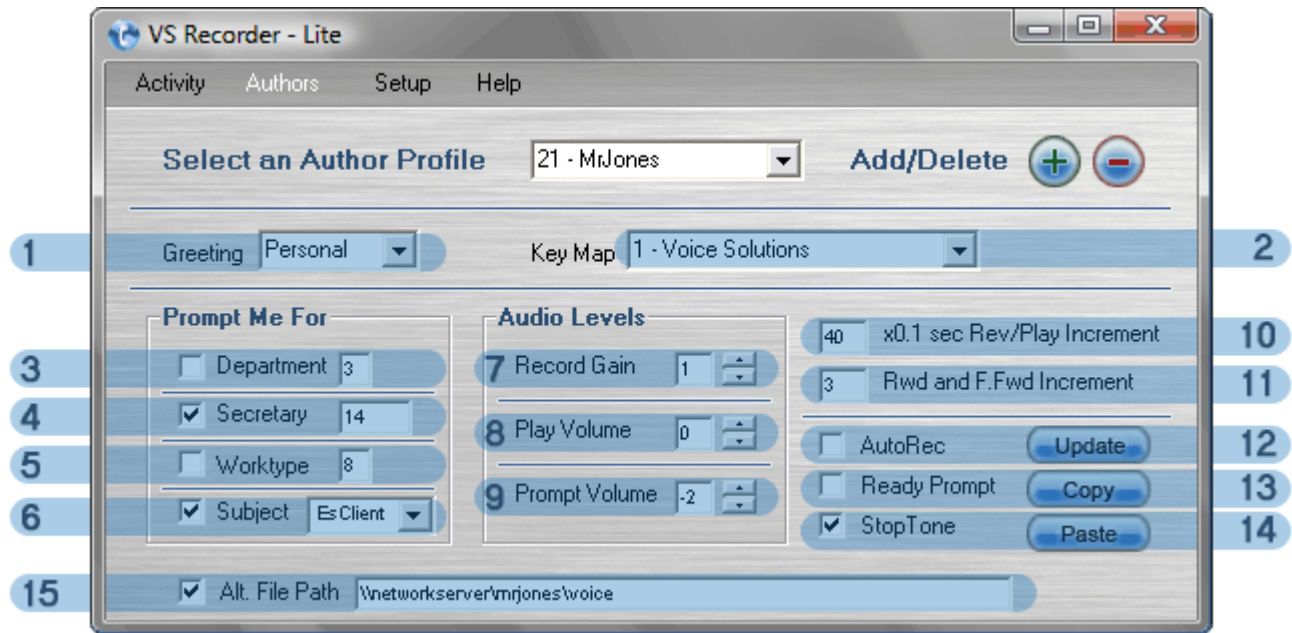 VS Recorder - Lite
Activity Authors Setup Help
Select an Author Profile 21 - MrJones Add/Delete
1 Greeting Personal Key Map 1 - Voice Solutions 2
Prompt Me For Audio Levels
40 x0.1 sec Rev/Play Increment 10
3 Department 3 7 Record Gain 1
3 Rwd and F.Fwd Increment 11
4 Secretary 14
8 Play Volume 0
AutoRec Update 12
5 Worktype 8
9 Prompt Volume -2
Ready Prompt Copy 13
6 Subject EsClient
StopTone Paste 14
15 Alt. File Path \\networkserver\mrjones\voice